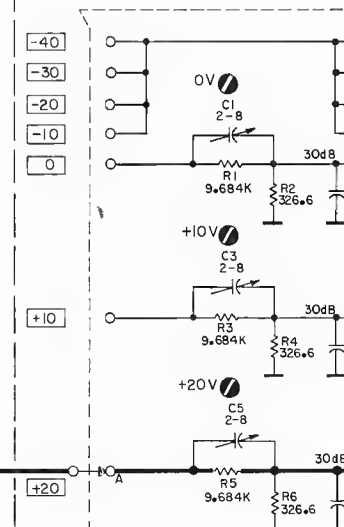 -40
-30
-20
-10
0
0V
C1
2-8
R1
9.684K
R2
326.6
30dB
+10V
C3
2-8
+10
R3
9.684K
R4
326.6
30dB
+20V
C5
2-8
+20
A
R5
9.684K
R6
326.6
30dB